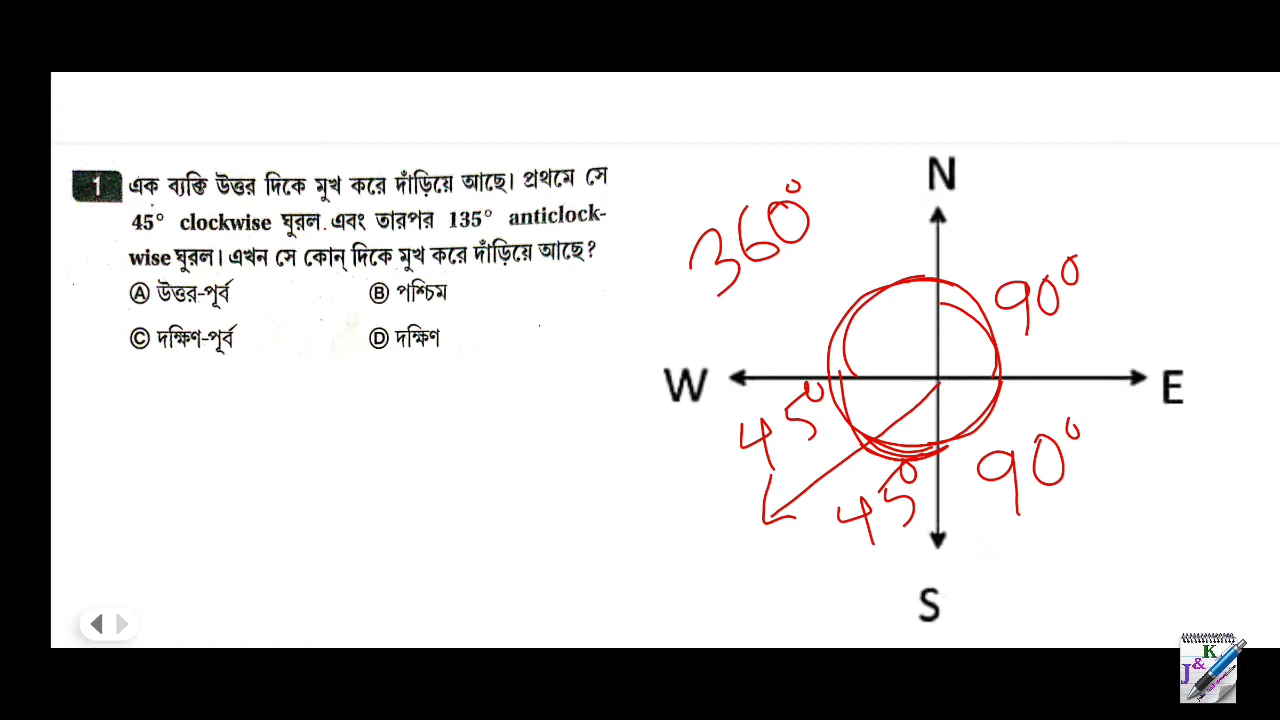 1 এক ব্যক্তি উত্তর দিকে মুখ করে দাঁড়িয়ে আছে। প্রথমে সে
45° clockwise ঘুরল এবং তারপর 135° anticlock-
wise ঘুরল। এখন সে কোন্ দিকে মুখ করে দাঁড়িয়ে আছে?
Ⓐ উত্তর-পূর্ব Ⓑ পশ্চিম
Ⓒ দক্ষিণ-পূর্ব Ⓓ দক্ষিণ
360°
N
90°
W
E
45°
45°
90°
S
J&K